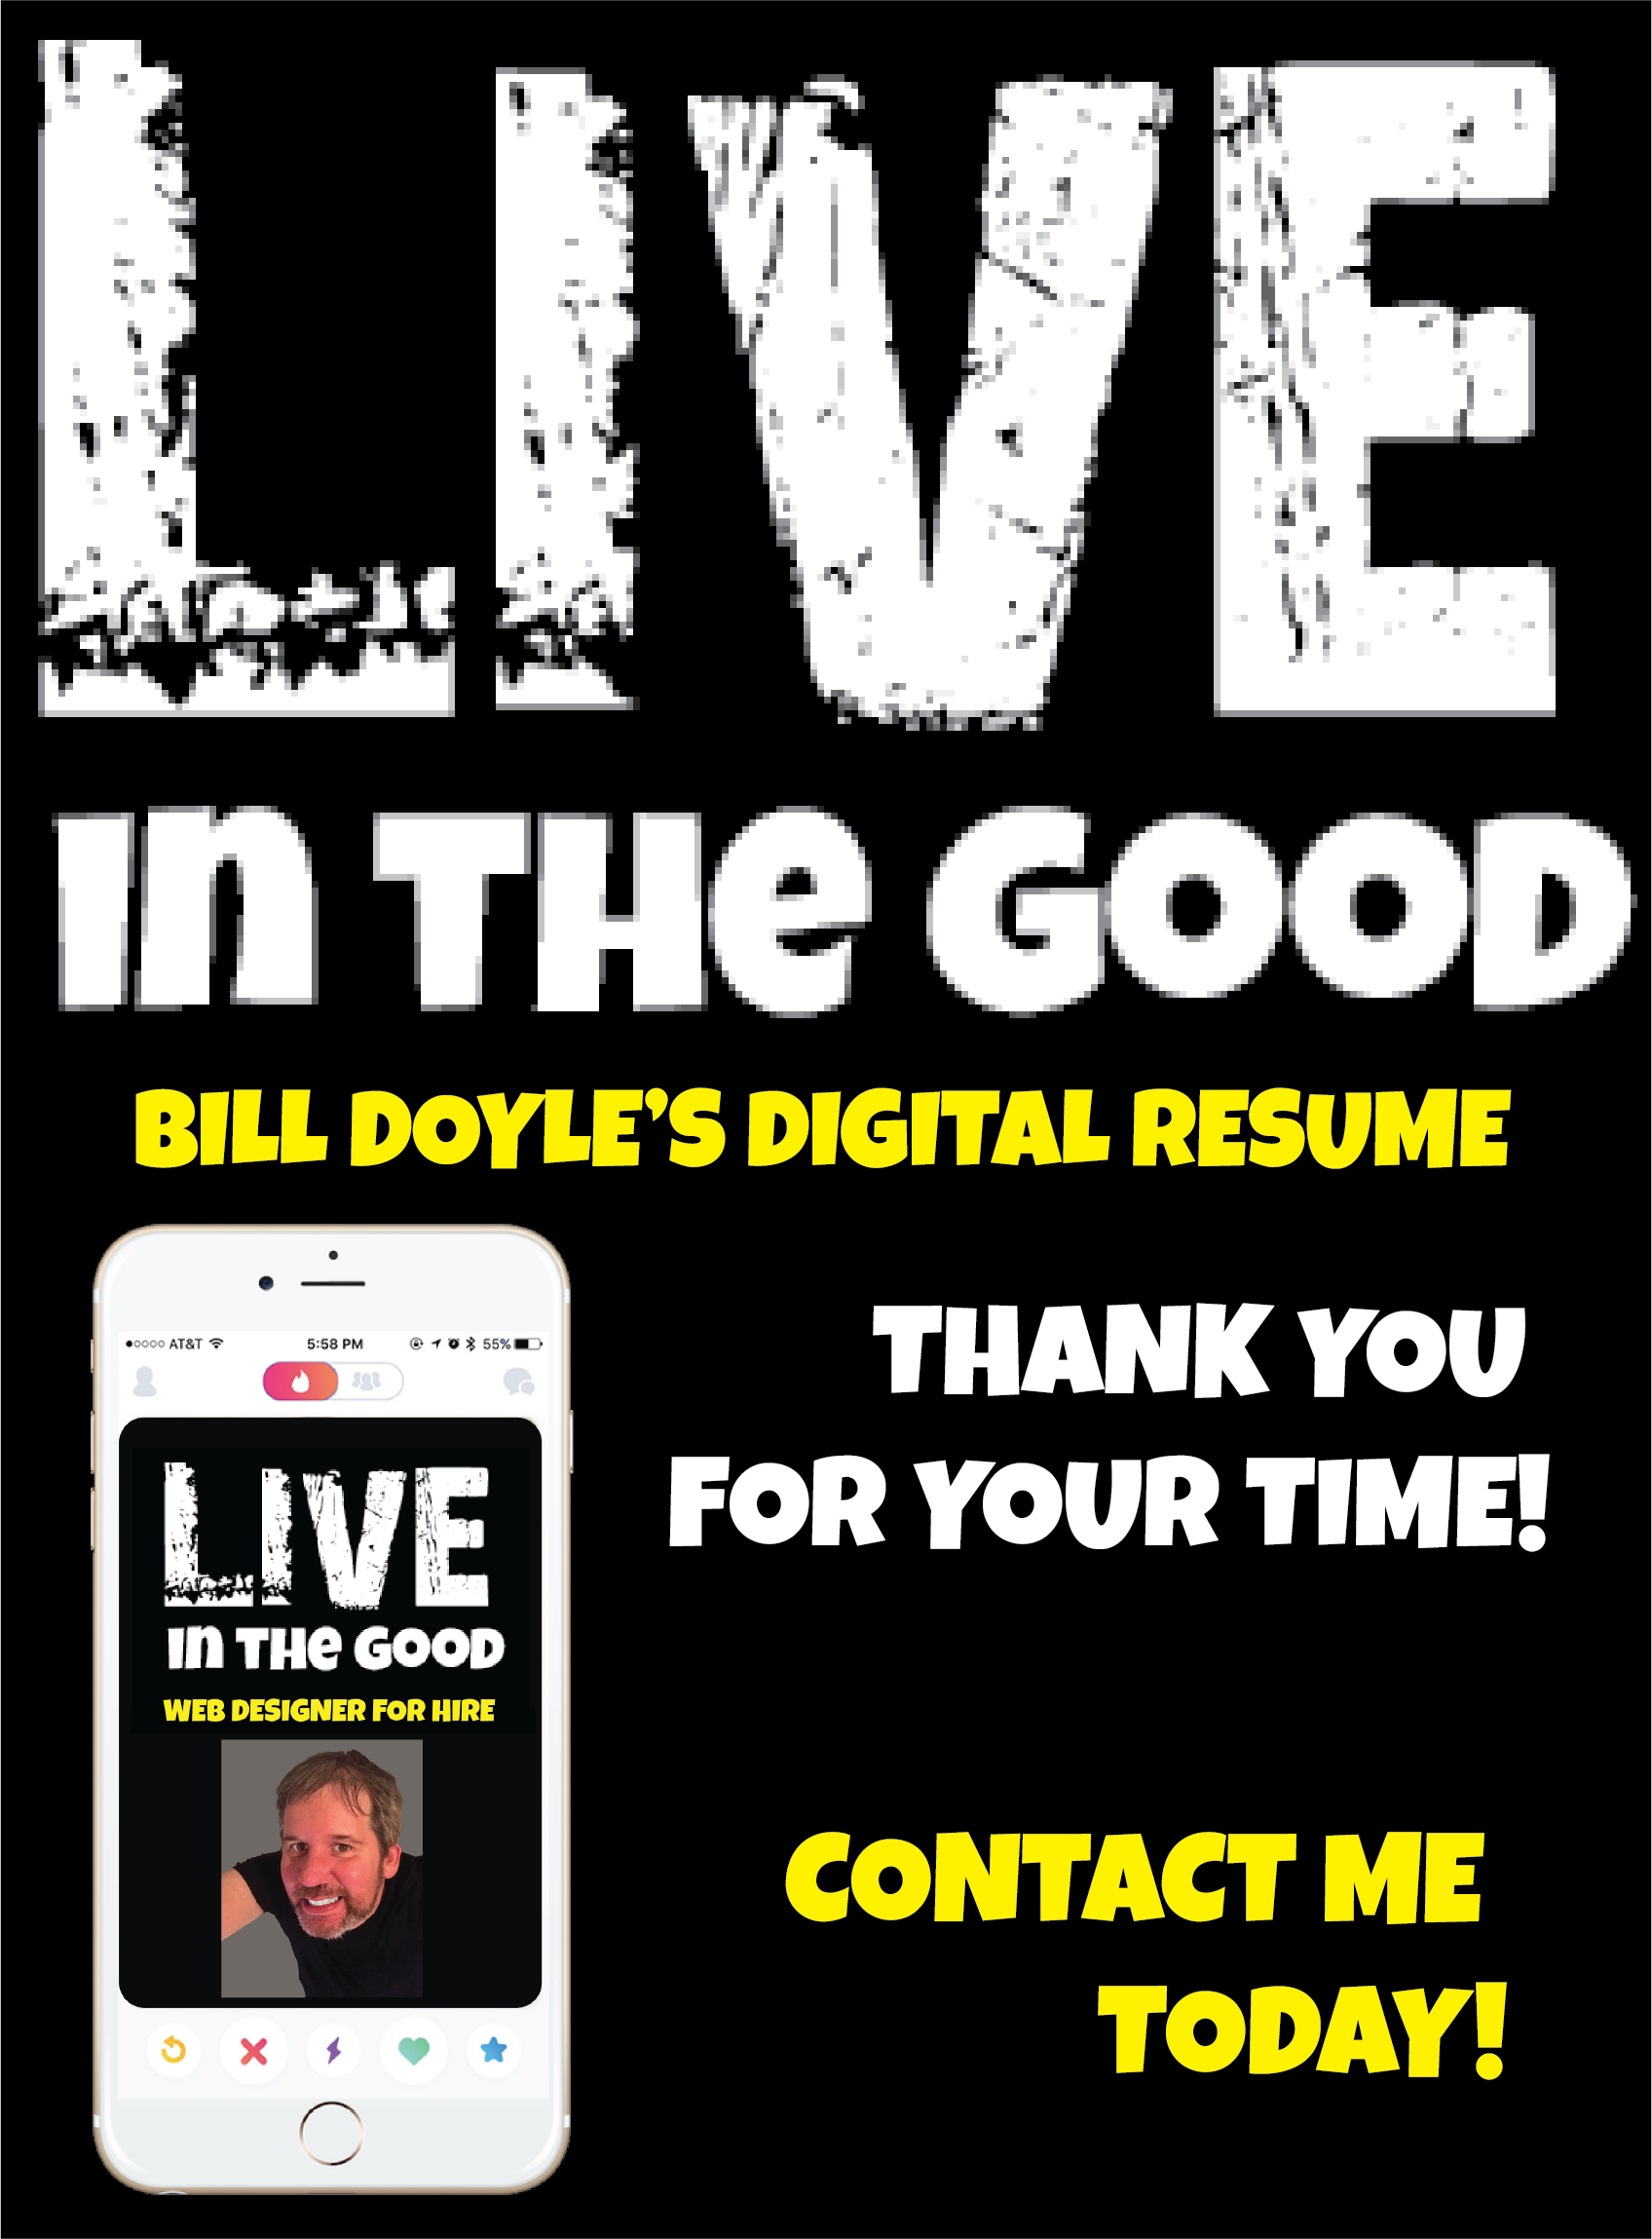 LIVE
In THe GOOD
BILL DOYLE’S DIGITAL RESUME
THANK YOU
FOR YOUR TIME!
AT&T 5:58 PM 55%
LIVE
In THe GOOD
WEB DESIGNER FOR HIRE
CONTACT ME
TODAY!